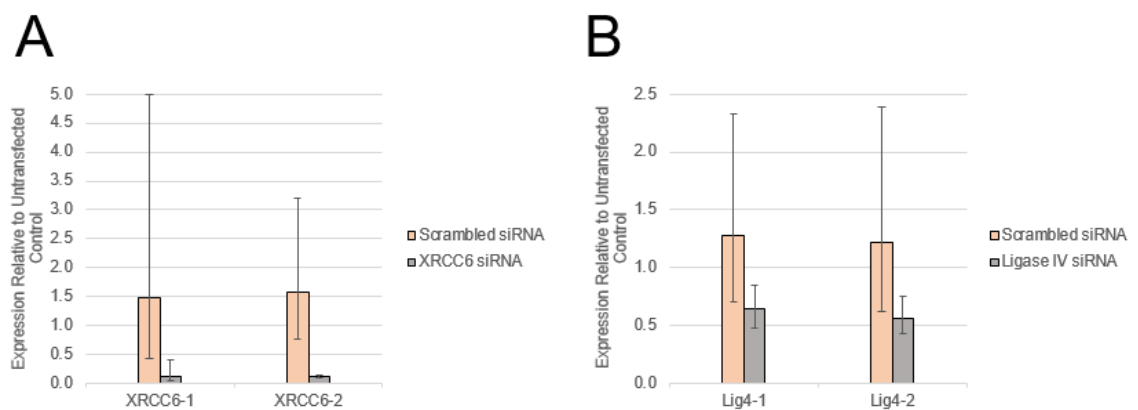 A
Expression Relative to Untransfected
Control
5.0
4.5
4.0
3.5
3.0
2.5
2.0
1.5
1.0
0.5
0.0
XRCC6-1
XRCC6-2
Scrambled siRNA
XRCC6 siRNA
B
Expression Relative to Untransfected
Control
2.5
2.0
1.5
1.0
0.5
0.0
Lig4-1
Lig4-2
Scrambled siRNA
Ligase IV siRNA